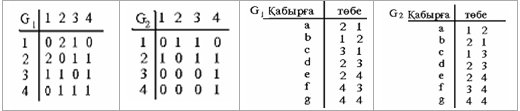 G1 1 2 3 4
1 0 2 1 0
2 2 0 1 1
3 1 1 0 1
4 0 1 1 1
G2 1 2 3 4
1 0 1 1 0
2 1 0 1 1
3 0 0 0 1
4 0 0 0 1
G1 Қабырға төбе
a 2 1
b 1 2
c 3 1
d 2 3
e 2 4
f 4 3
g 4 4
G2 Қабырға төбе
a 1 2
b 2 1
c 1 3
d 2 3
e 2 4
f 3 4
g 4 4